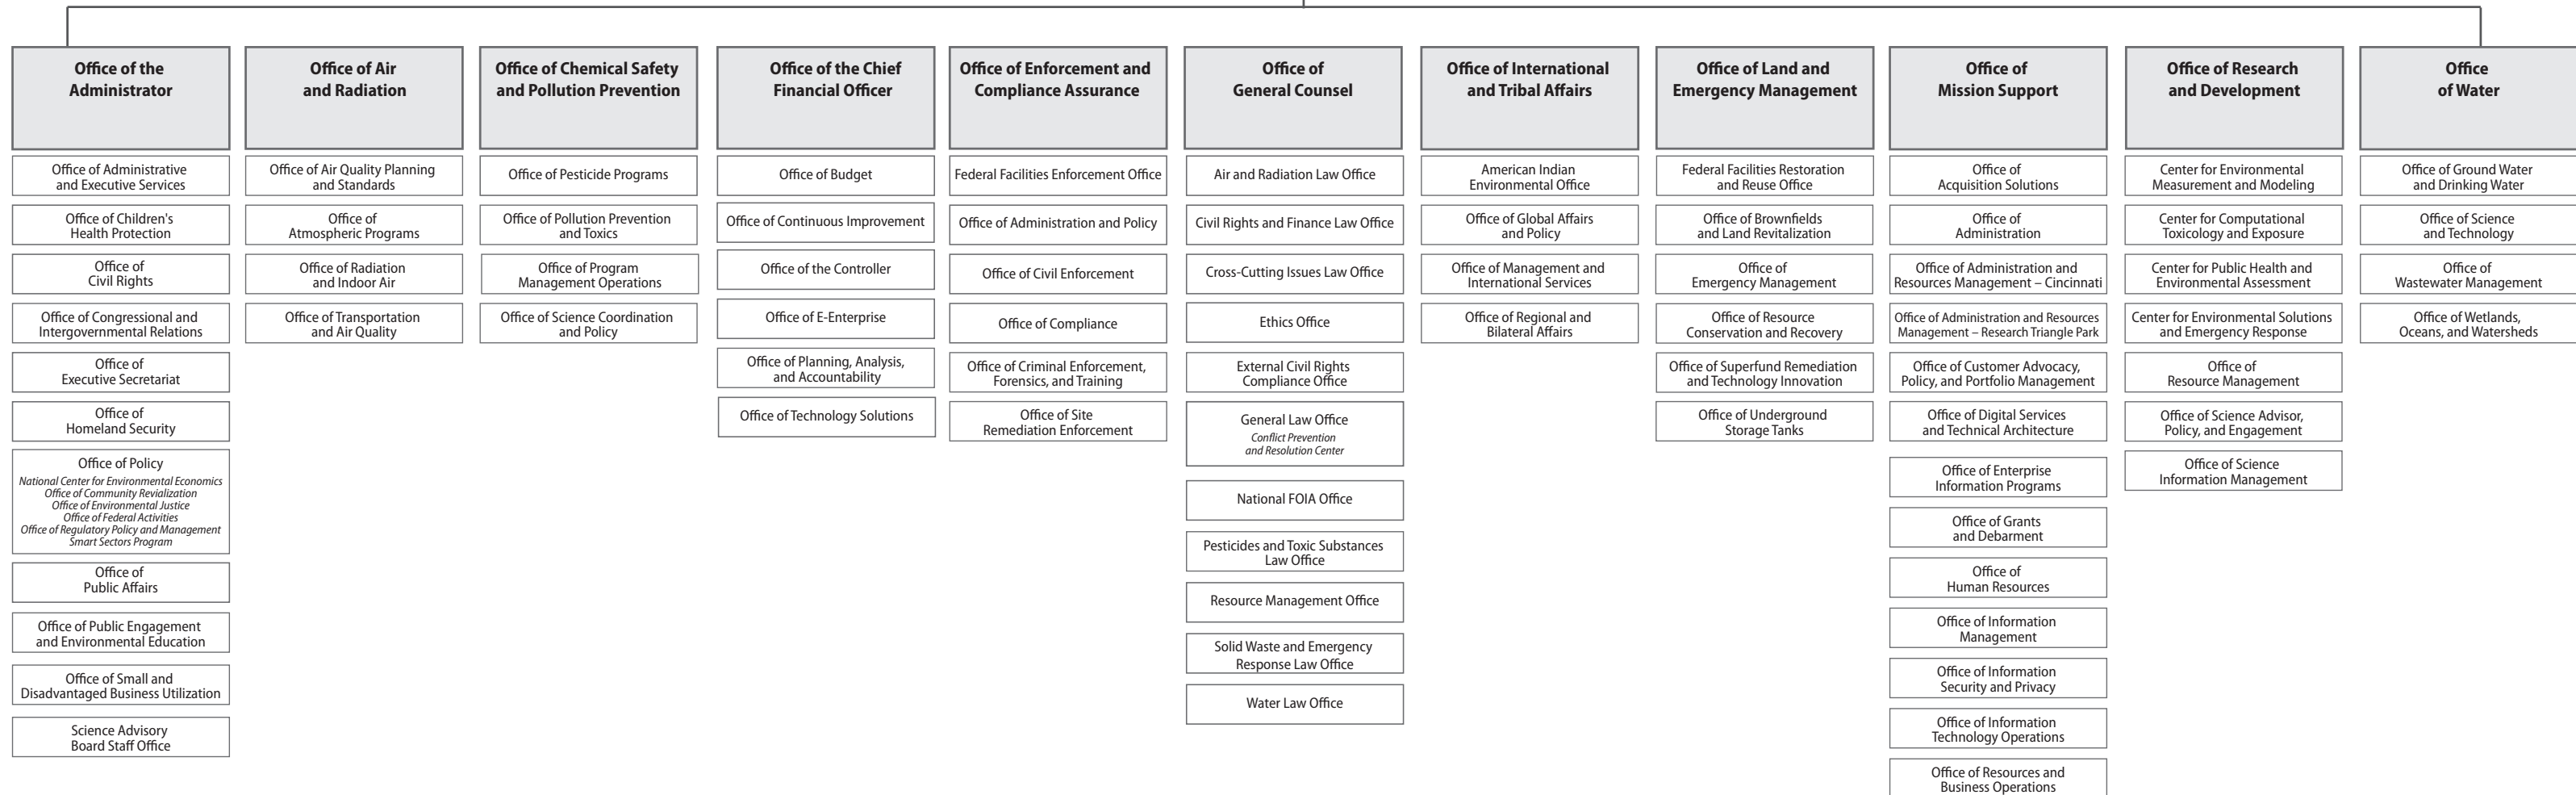 Office of the
Administrator
Office of Administrative
and Executive Services
Office of Children's
Health Protection
Office of
Civil Rights
Office of Congressional and
Intergovernmental Relations
Office of
Executive Secretariat
Office of
Homeland Security
Office of Policy
National Center for Environmental Economics
Office of Community Revialization
Office of Environmental Justice
Office of Federal Activities
Office of Regulatory Policy and Management
Smart Sectors Program
Office of
Public Affairs
Office of Public Engagement
and Environmental Education
Office of Small and
Disadvantaged Business Utilization
Science Advisory
Board Staff Office
Office of Air
and Radiation
Office of Air Quality Planning
and Standards
Office of
Atmospheric Programs
Office of Radiation
and Indoor Air
Office of Transportation
and Air Quality
Office of Chemical Safety
and Pollution Prevention
Office of Pesticide Programs
Office of Pollution Prevention
and Toxics
Office of Program
Management Operations
Office of Science Coordination
and Policy
Office of the Chief
Financial Officer
Office of Budget
Office of Continuous Improvement
Office of the Controller
Office of E-Enterprise
Office of Planning, Analysis,
and Accountability
Office of Technology Solutions
Office of Enforcement and
Compliance Assurance
Federal Facilities Enforcement Office
Office of Administration and Policy
Office of Civil Enforcement
Office of Compliance
Office of Criminal Enforcement,
Forensics, and Training
Office of Site
Remediation Enforcement
Office of
General Counsel
Air and Radiation Law Office
Civil Rights and Finance Law Office
Cross-Cutting Issues Law Office
Ethics Office
External Civil Rights
Compliance Office
General Law Office
Conflict Prevention
and Resolution Center
National FOIA Office
Pesticides and Toxic Substances
Law Office
Resource Management Office
Solid Waste and Emergency
Response Law Office
Water Law Office
Office of International
and Tribal Affairs
American Indian
Environmental Office
Office of Global Affairs
and Policy
Office of Management and
International Services
Office of Regional and
Bilateral Affairs
Office of Land and
Emergency Management
Federal Facilities Restoration
and Reuse Office
Office of Brownfields
and Land Revitalization
Office of
Emergency Management
Office of Resource
Conservation and Recovery
Office of Superfund Remediation
and Technology Innovation
Office of Underground
Storage Tanks
Office of
Mission Support
Office of
Acquisition Solutions
Office of
Administration
Office of Administration and
Resources Management – Cincinnati
Office of Administration and Resources
Management – Research Triangle Park
Office of Customer Advocacy,
Policy, and Portfolio Management
Office of Digital Services
and Technical Architecture
Office of Enterprise
Information Programs
Office of Grants
and Debarment
Office of
Human Resources
Office of Information
Management
Office of Information
Security and Privacy
Office of Information
Technology Operations
Office of Resources and
Business Operations
Office of Research
and Development
Center for Environmental
Measurement and Modeling
Center for Computational
Toxicology and Exposure
Center for Public Health and
Environmental Assessment
Center for Environmental Solutions
and Emergency Response
Office of
Resource Management
Office of Science Advisor,
Policy, and Engagement
Office of Science
Information Management
Office
of Water
Office of Ground Water
and Drinking Water
Office of Science
and Technology
Office of
Wastewater Management
Office of Wetlands,
Oceans, and Watersheds